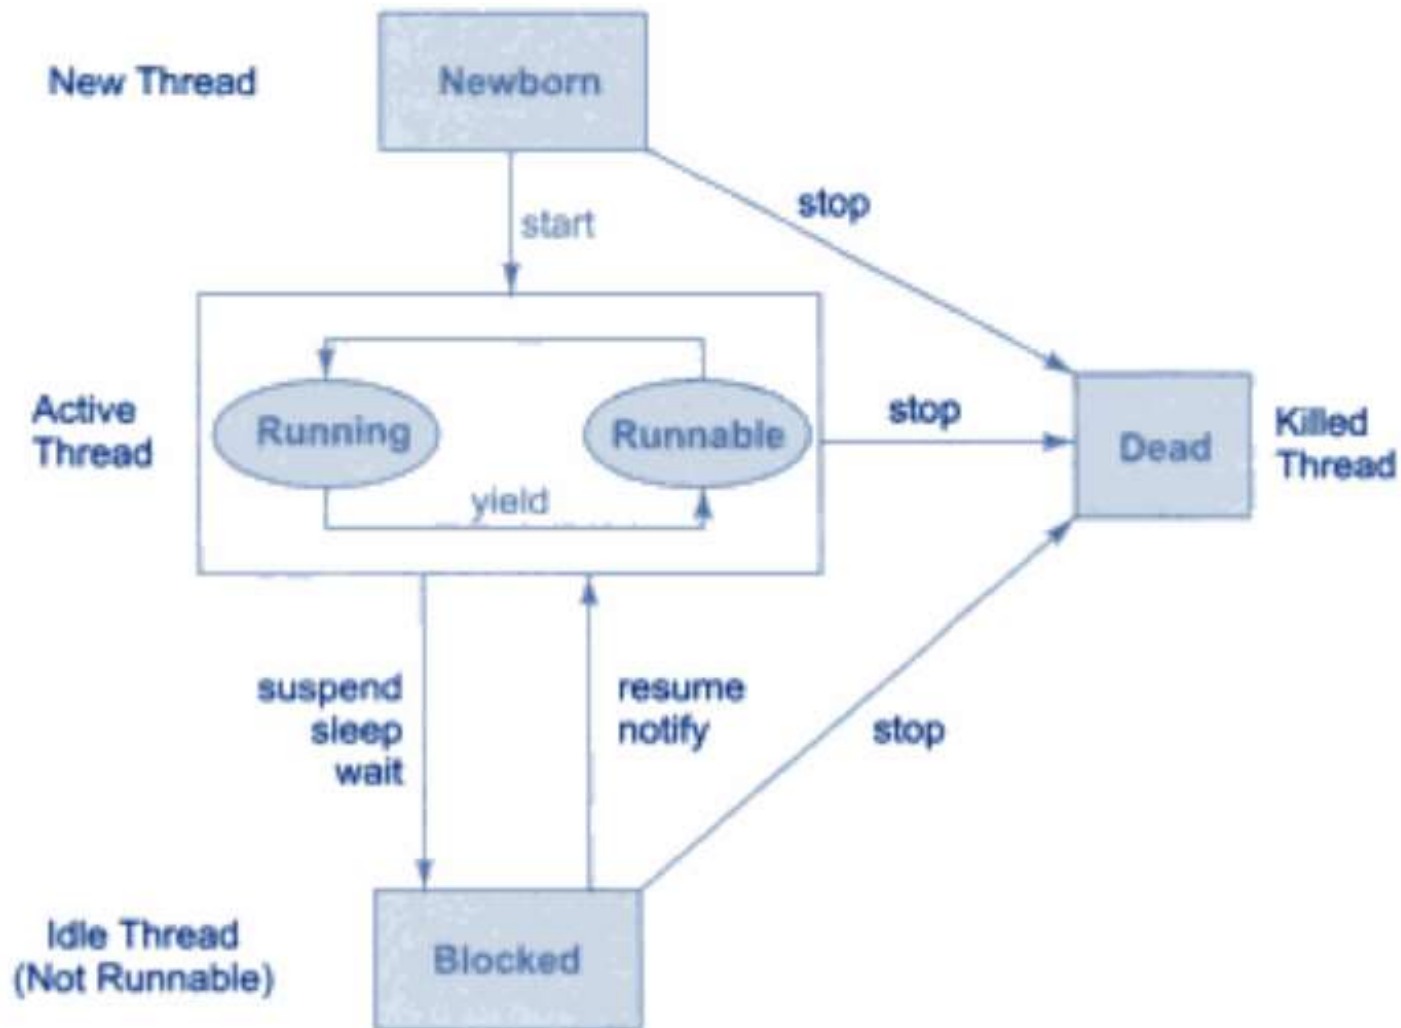 New Thread
Newborn
start
stop
Active
Thread
Running
Runnable
yield
stop
Dead
Killed
Thread
suspend
sleep
wait
resume
notify
stop
Idle Thread
(Not Runnable)
Blocked